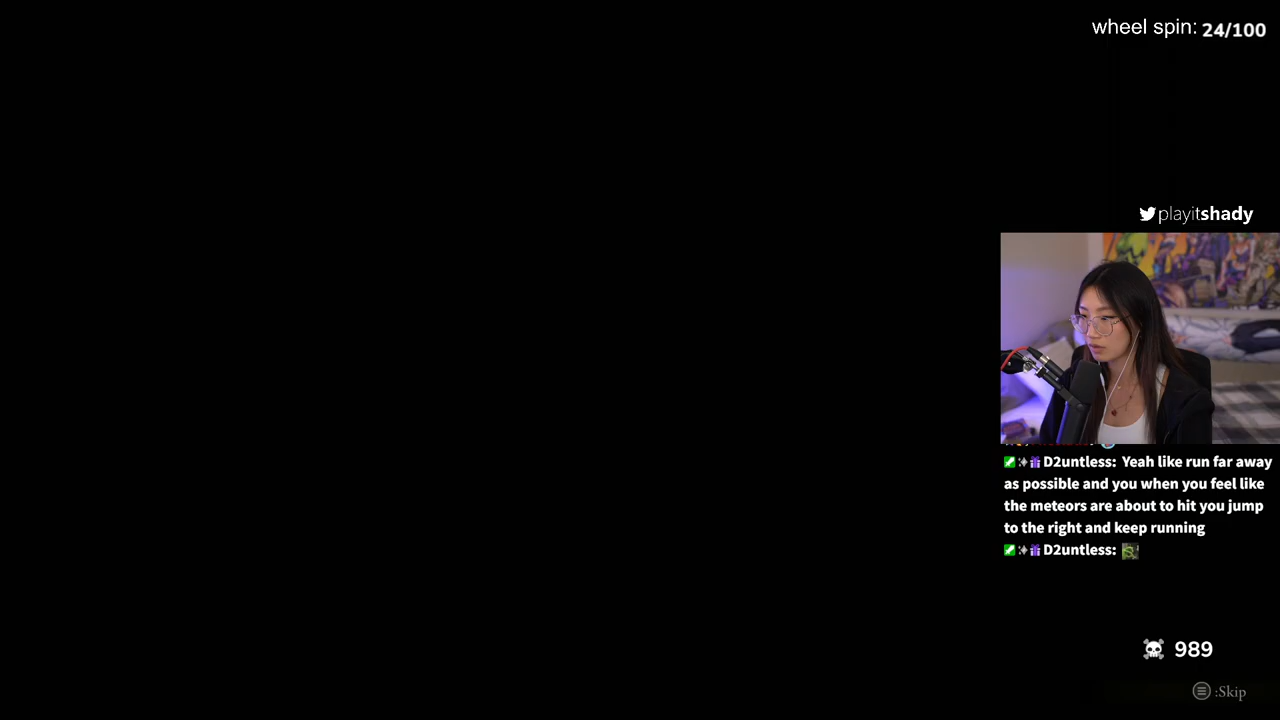 wheel spin: 24/100
playitshady
D2untless: Yeah like run far away
as possible and you when you feel like
the meteors are about to hit you jump
to the right and keep running
D2untless:
989
:Skip